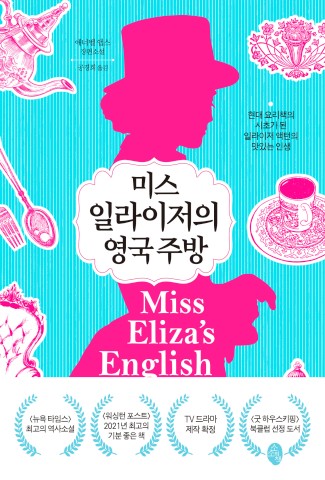 애너벨 앱스
장편소설
공경희 옮김
현대 요리책의
시초가 된
일라이저 액턴의
맛있는 인생
미스
일라이저의
영국 주방
Miss
Eliza's
English
〈뉴욕 타임스〉
최고의 역사소설
〈워싱턴 포스트〉
2021년 최고의
기분 좋은 책
TV 드라마
제작 확정
〈굿 하우스키핑〉
북클럽 선정 도서